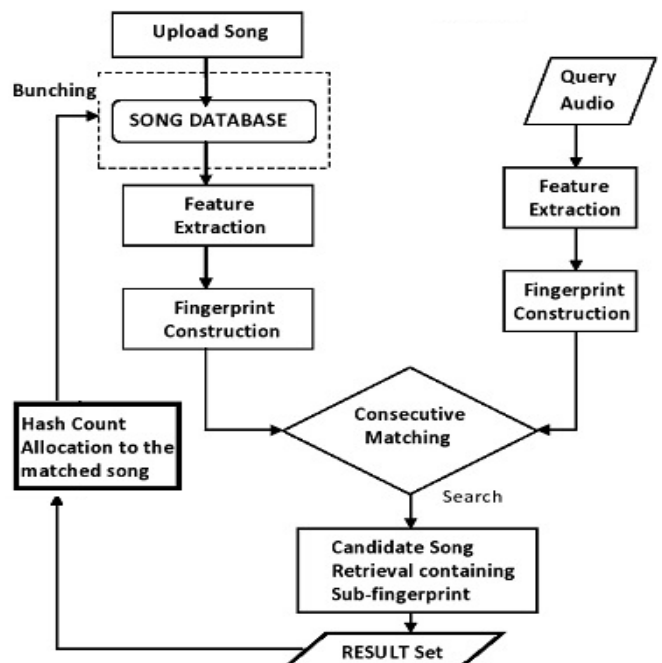 Upload Song
Bunching
SONG DATABASE
Feature
Extraction
Fingerprint
Construction
Query
Audio
Feature
Extraction
Fingerprint
Construction
Consecutive
Matching
Search
Hash Count
Allocation to the
matched song
Candidate Song
Retrieval containing
Sub-fingerprint
RESULT Set